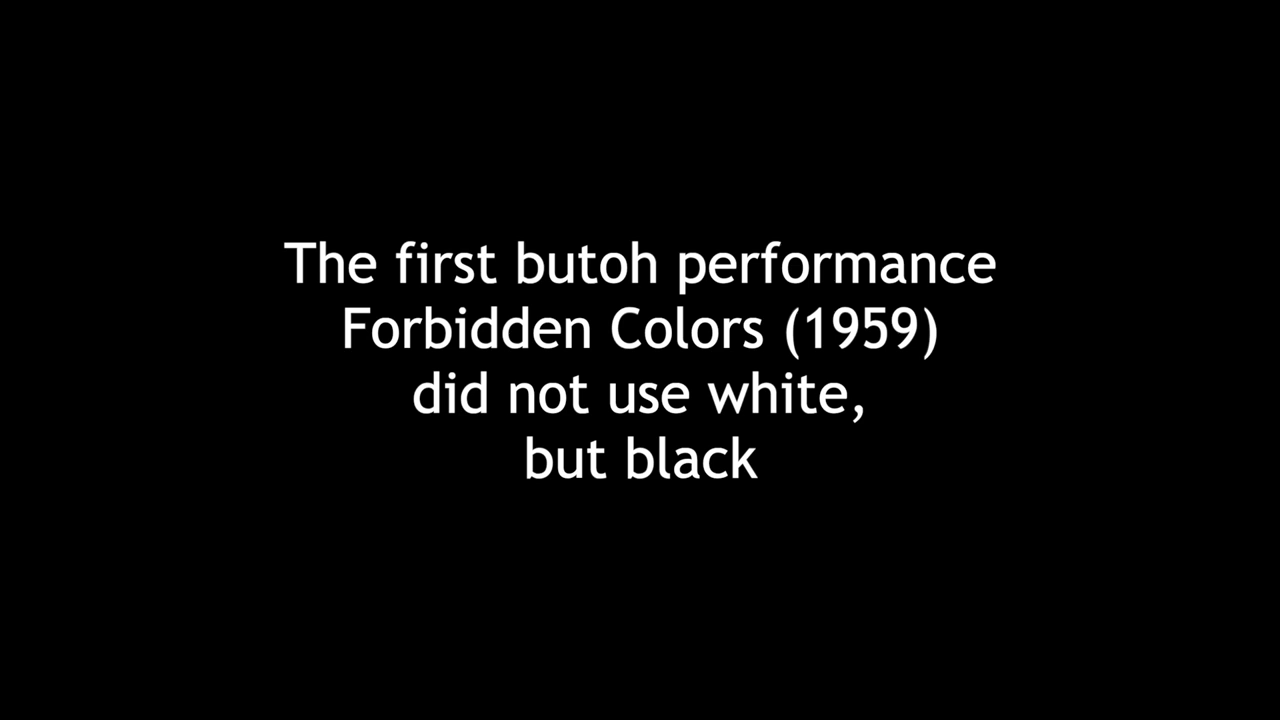 The first butoh performance
Forbidden Colors (1959)
did not use white,
but black